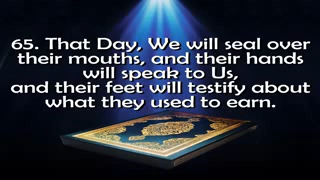 65. That Day, We will seal over
their mouths, and their hands
will speak to Us,
and their feet will testify about
what they used to earn.